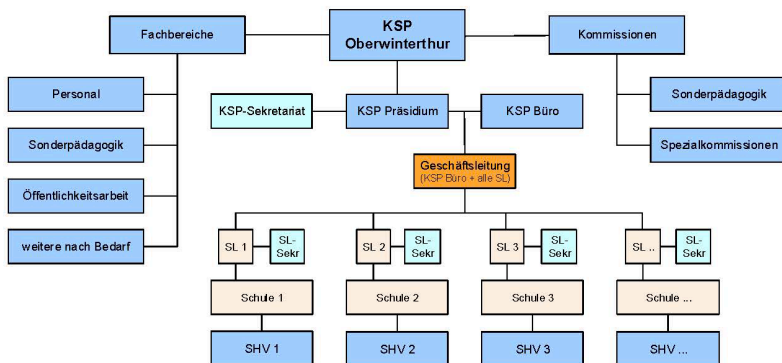 KSP
Oberwinterthur
Fachbereiche
Kommissionen
Personal
Sonderpädagogik
Öffentlichkeitsarbeit
weitere nach Bedarf
Sonderpädagogik
Spezialkommissionen
KSP-Sekretariat
KSP Präsidium
KSP Büro
Geschäftsleitung
(KSP Büro + alle SL)
SL 1
SL-
Sekr
SL 2
SL-
Sekr
SL 3
SL-
Sekr
SL ..
SL-
Sekr
Schule 1
Schule 2
Schule 3
Schule ...
SHV 1
SHV 2
SHV 3
SHV ...